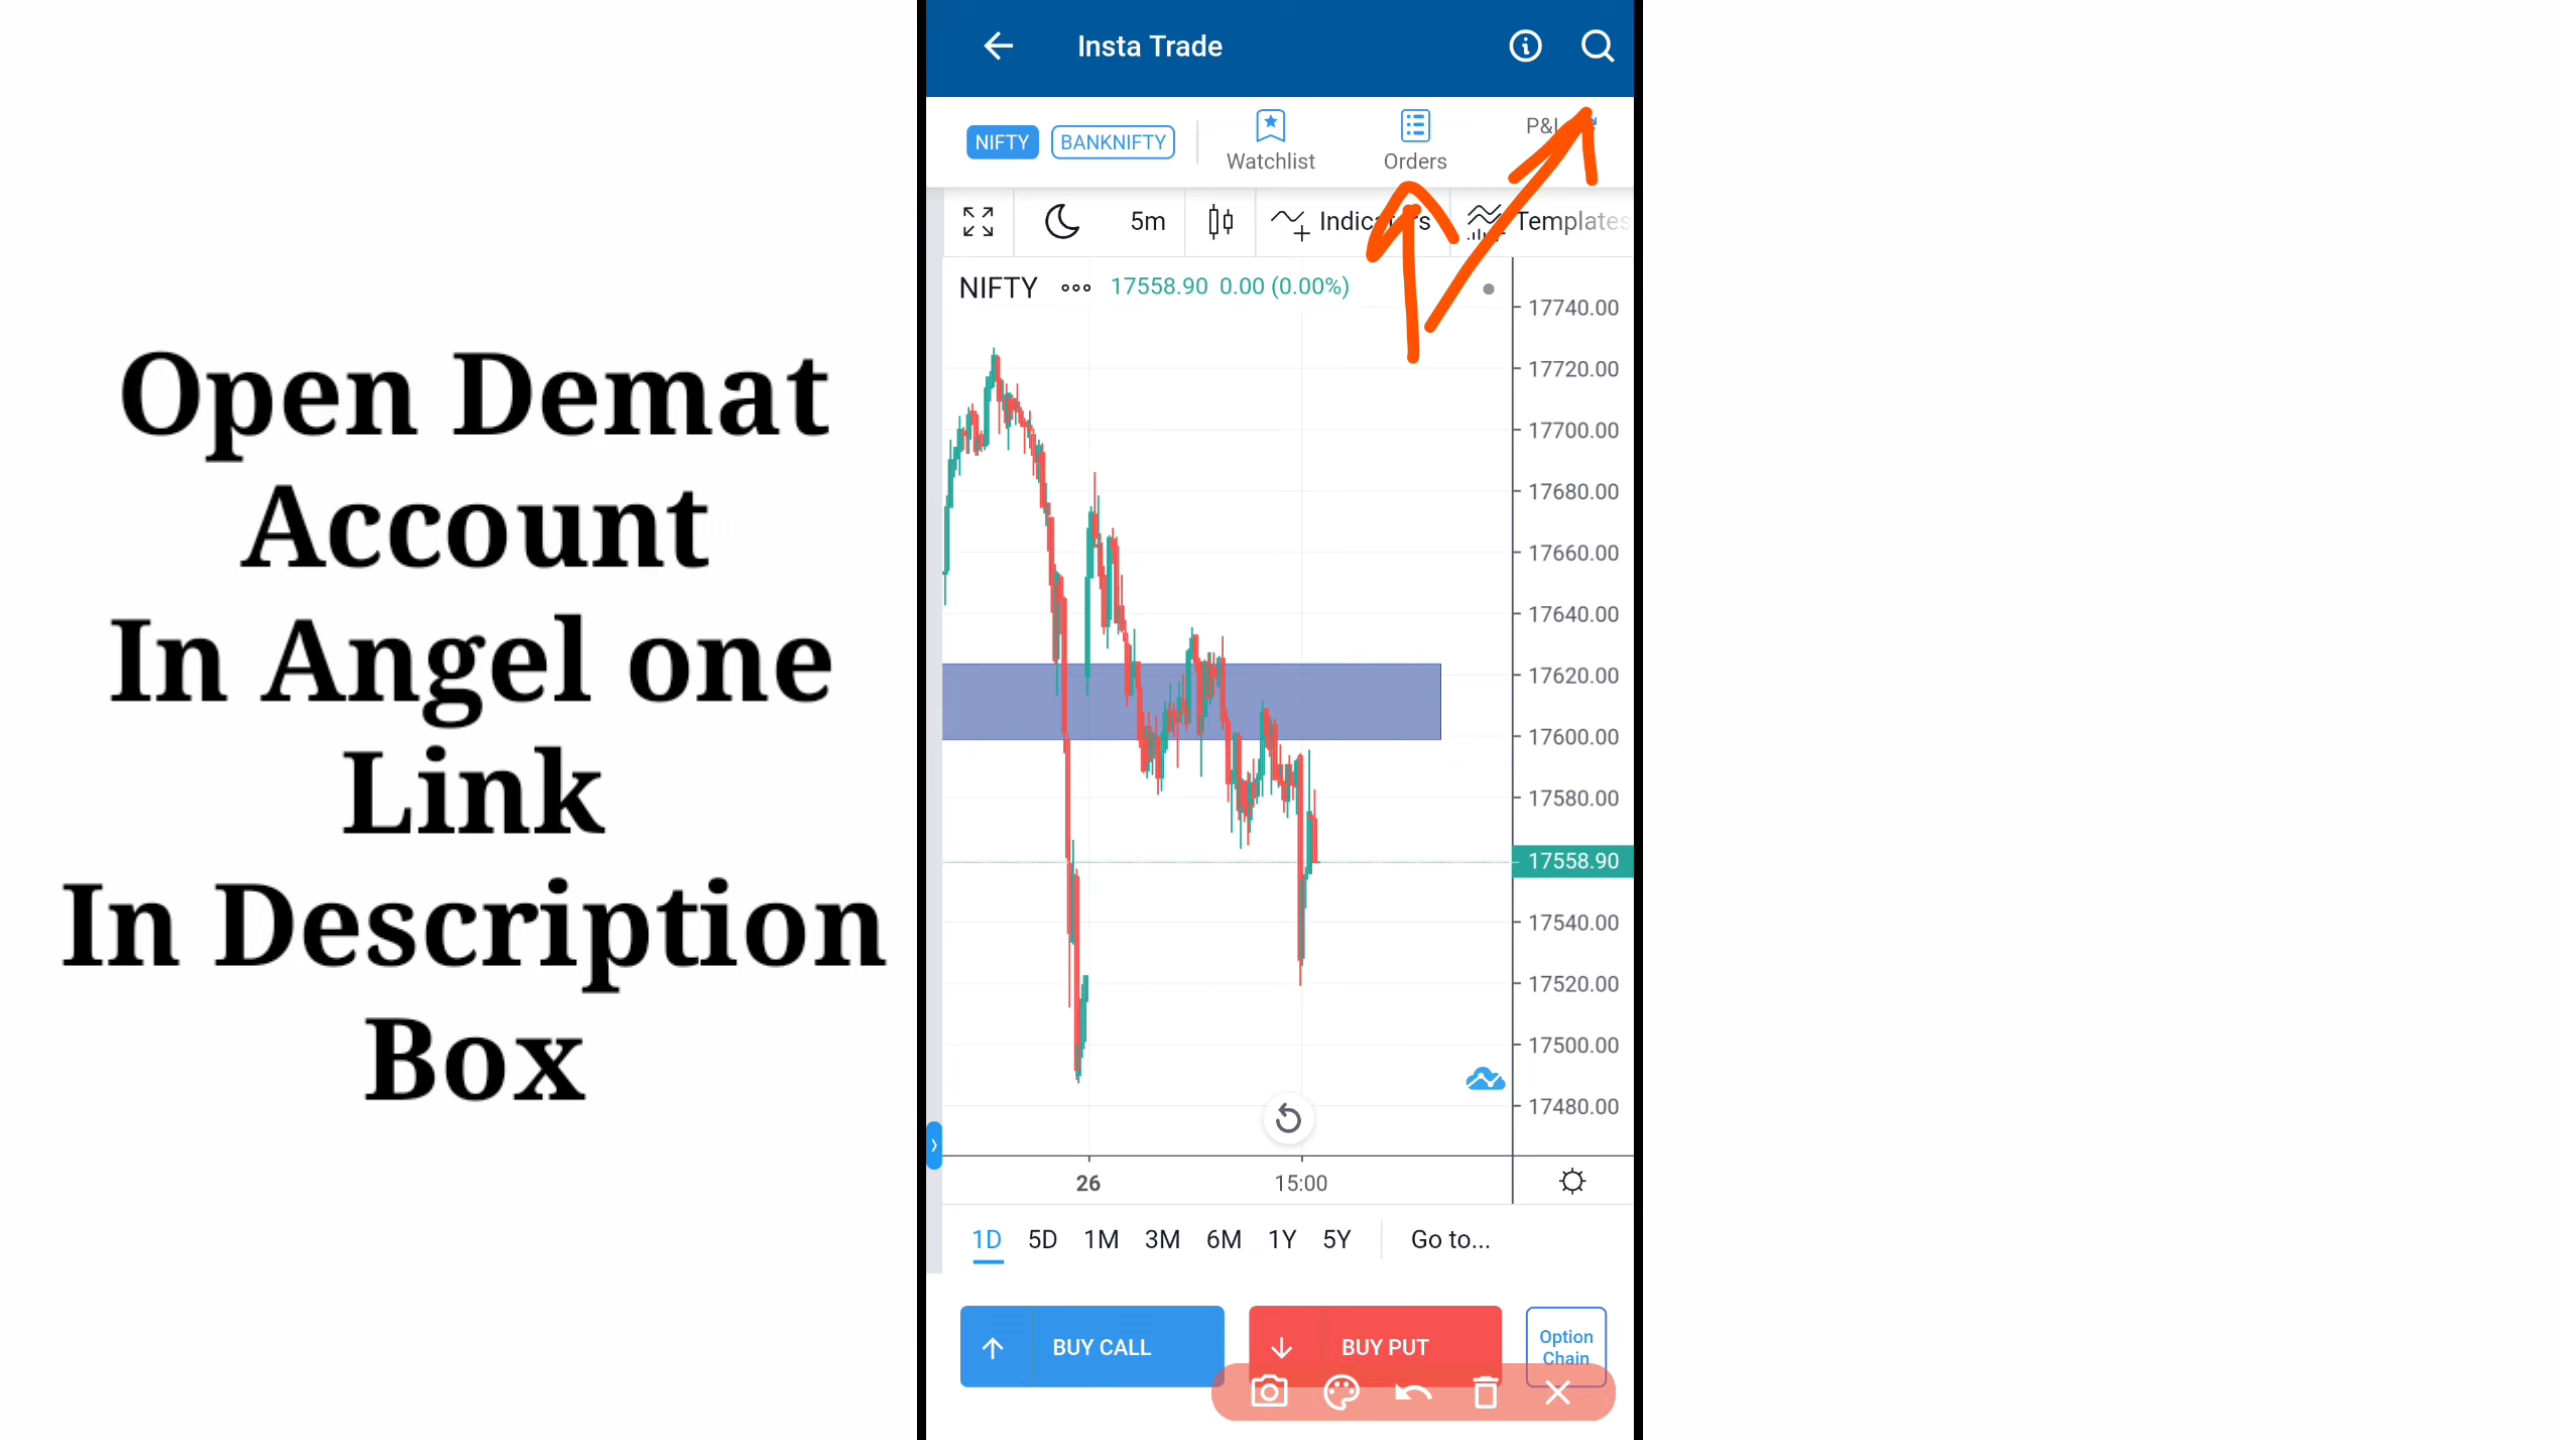 Open Demat
Account
In Angel one
Link
In Description
Box
Insta Trade
NIFTY
BANKNIFTY
Watchlist
Orders
P&L
5m
Indicators
Templates
NIFTY
17558.90 0.00 (0.00%)
17740.00
17720.00
17700.00
17680.00
17660.00
17640.00
17620.00
17600.00
17580.00
17558.90
17540.00
17520.00
17500.00
17480.00
26
15:00
1D 5D 1M 3M 6M 1Y 5Y Go to...
BUY CALL
BUY PUT
Option
Chain